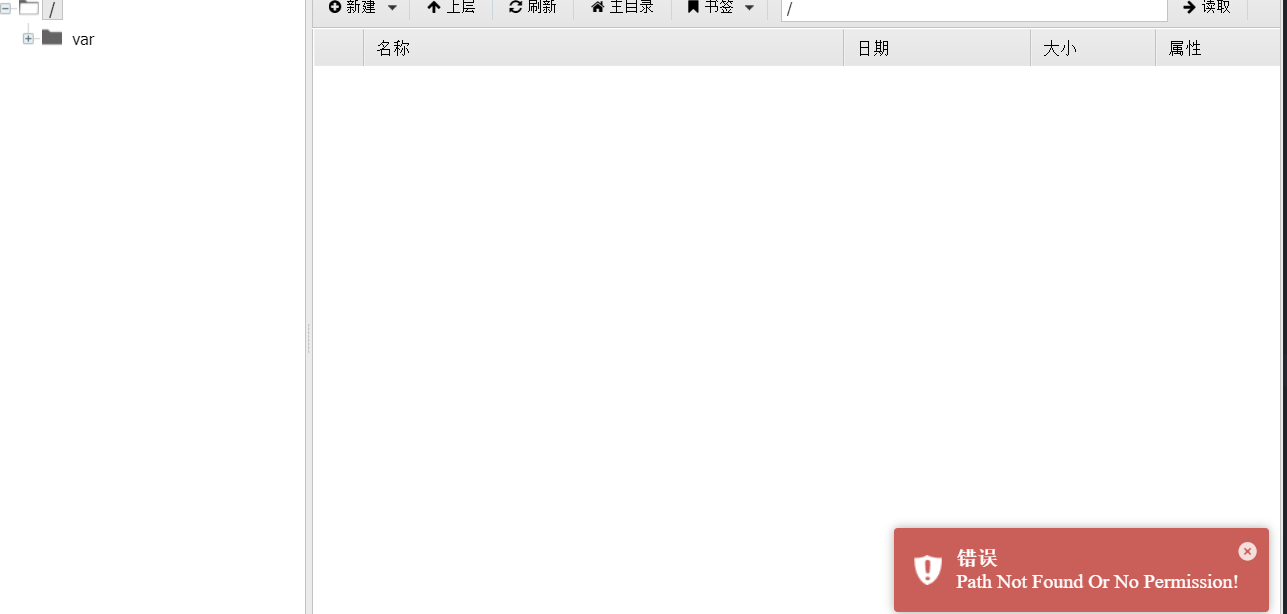 /
var
新建 上层 刷新 主目录 书签 / 读取
名称 日期 大小 属性
错误
Path Not Found Or No Permission!